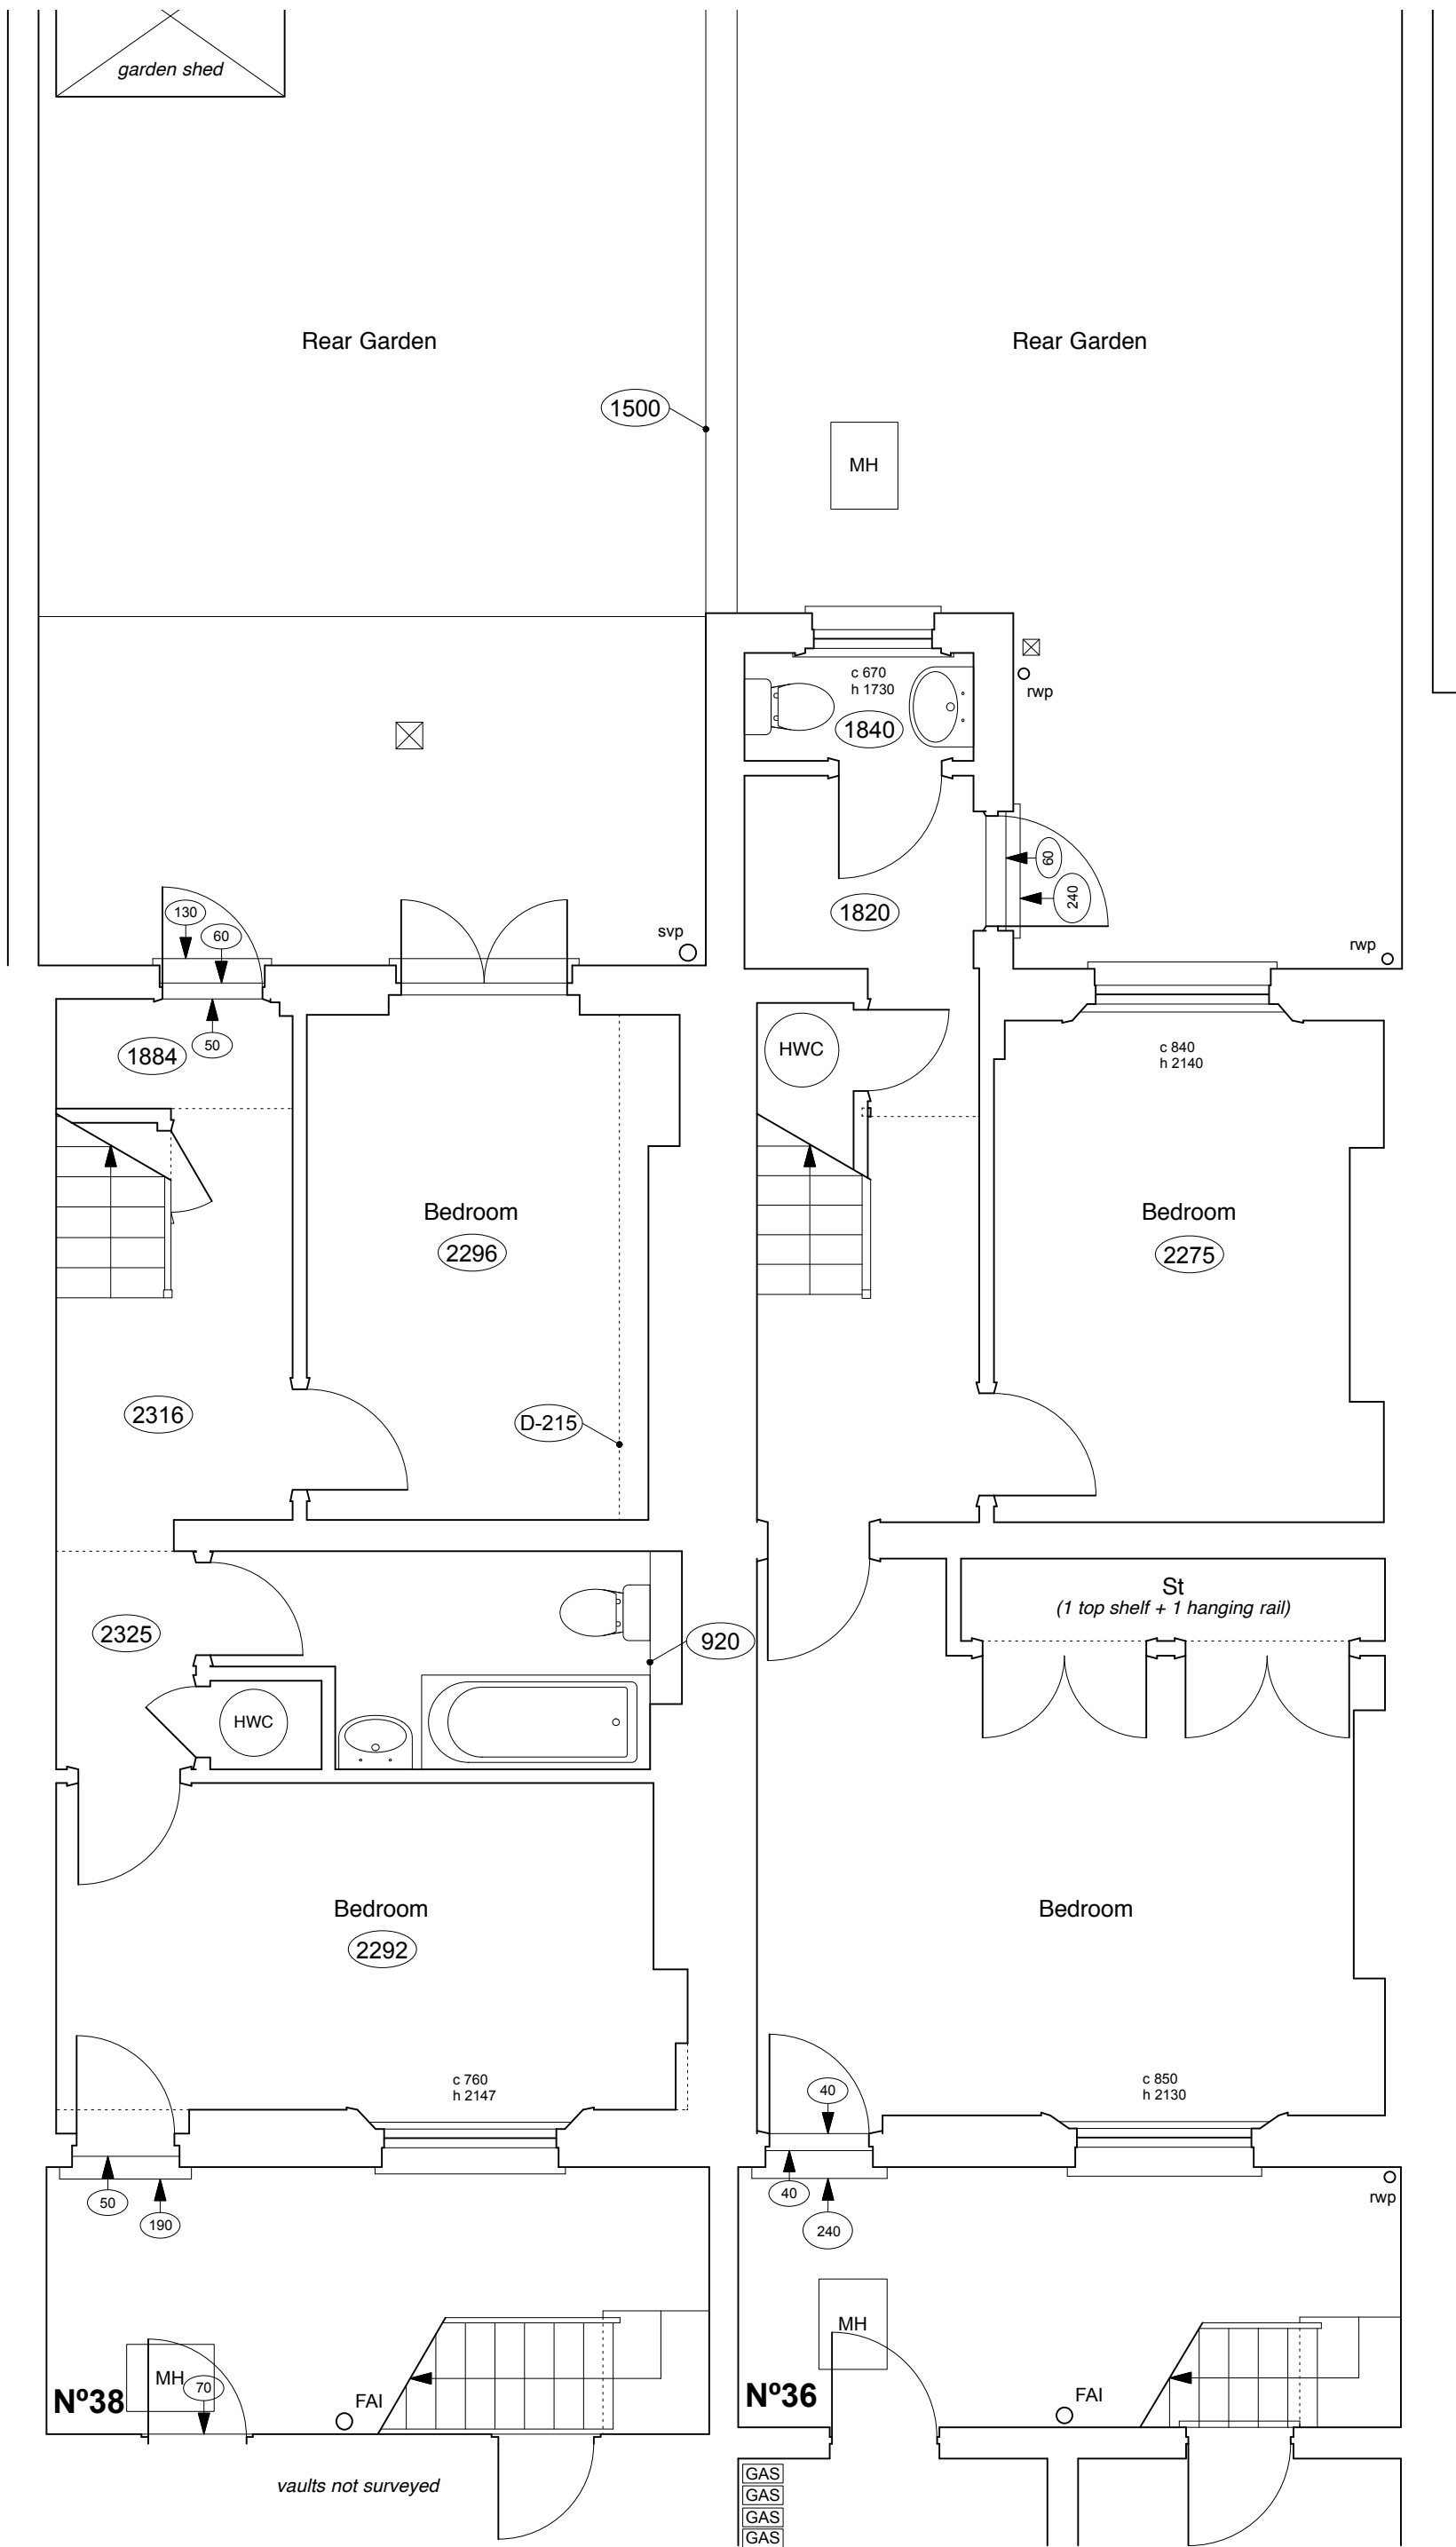 garden shed
Rear Garden
Rear Garden
1500
MH
c 670
h 1730
rwp
1840
60
240
1820
130
60
svp
rwp
50
1884
HWC
c 840
h 2140
Bedroom
2296
Bedroom
2275
2316
D-215
St
(1 top shelf + 1 hanging rail)
2325
920
HWC
Bedroom
2292
Bedroom
c 760
h 2147
40
c 850
h 2130
50
190
40
240
rwp
MH
MH
70
Nº38
FAI
Nº36
FAI
vaults not surveyed
GAS
GAS
GAS
GAS